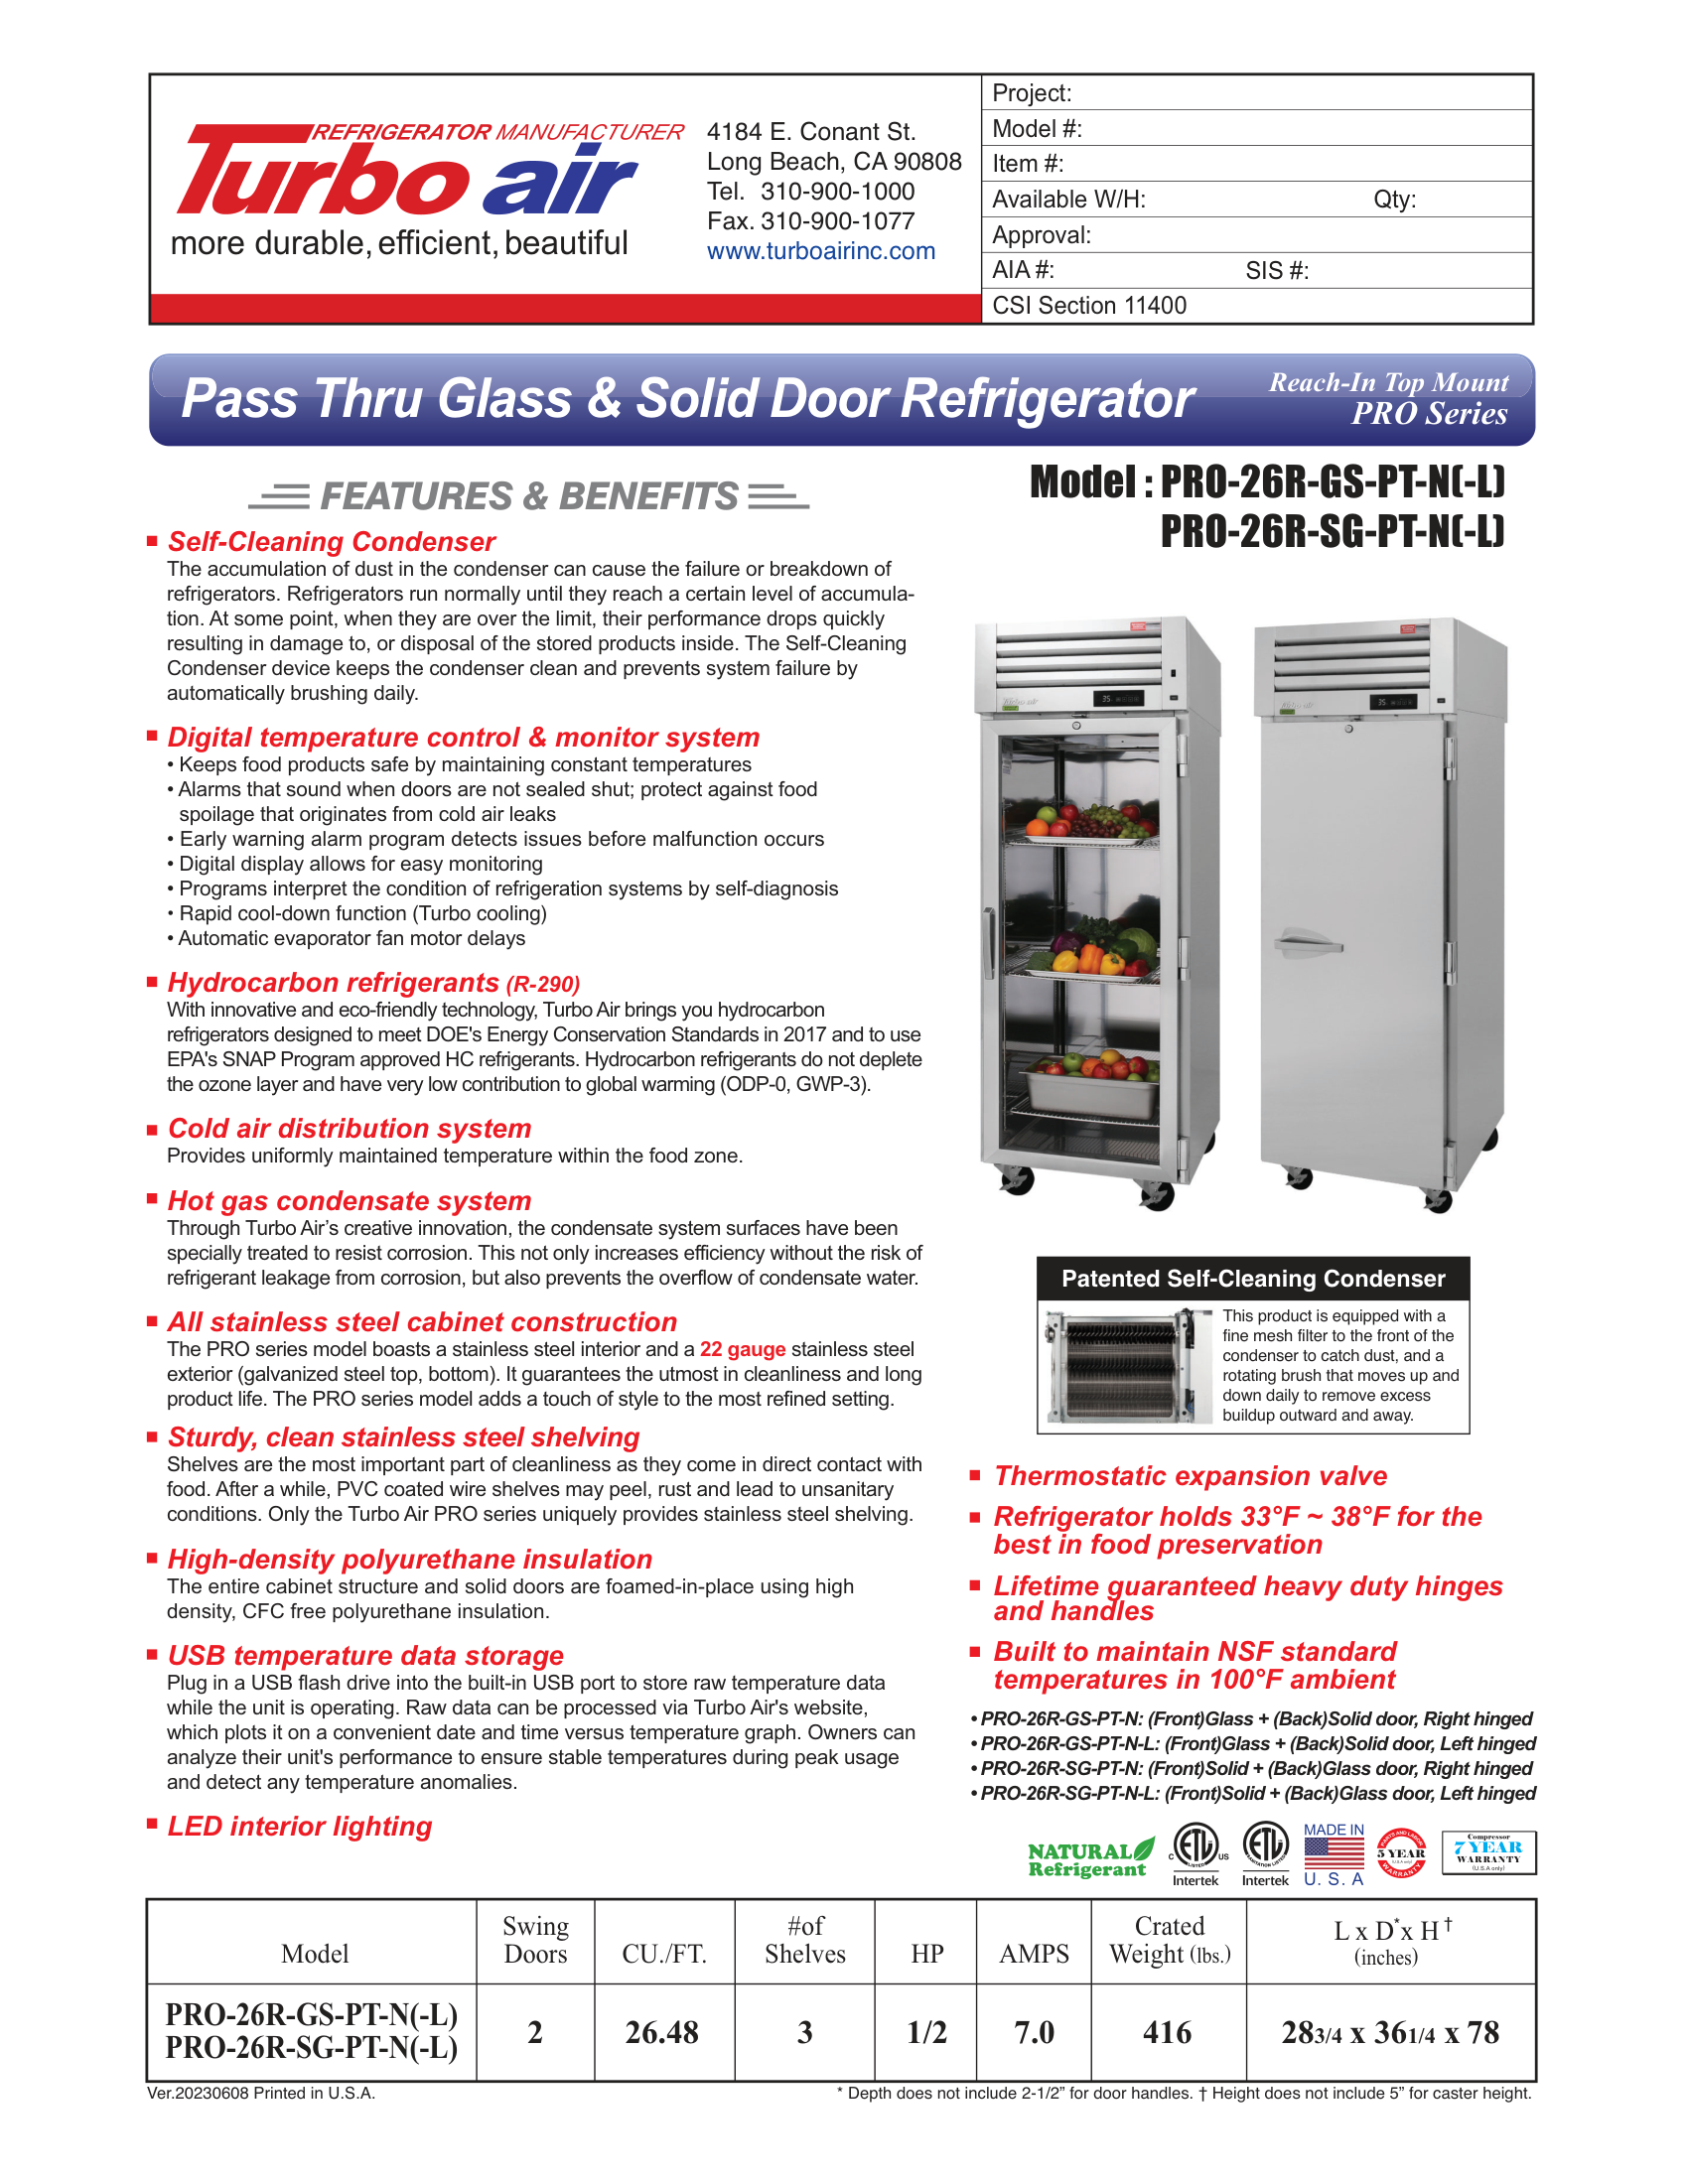 REFRIGERATOR MANUFACTURER
Turbo air
more durable, efficient, beautiful
4184 E. Conant St.
Long Beach, CA 90808
Tel. 310-900-1000
Fax. 310-900-1077
www.turboairinc.com
Project:
Model #:
Item #:
Available W/H: Qty:
Approval:
AIA #: SIS #:
CSI Section 11400
Pass Thru Glass & Solid Door Refrigerator
Reach-In Top Mount
PRO Series
FEATURES & BENEFITS
Self-Cleaning Condenser
The accumulation of dust in the condenser can cause the failure or breakdown of
refrigerators. Refrigerators run normally until they reach a certain level of accumula-
tion. At some point, when they are over the limit, their performance drops quickly
resulting in damage to, or disposal of the stored products inside. The Self-Cleaning
Condenser device keeps the condenser clean and prevents system failure by
automatically brushing daily.
Digital temperature control & monitor system
• Keeps food products safe by maintaining constant temperatures
• Alarms that sound when doors are not sealed shut; protect against food
spoilage that originates from cold air leaks
• Early warning alarm program detects issues before malfunction occurs
• Digital display allows for easy monitoring
• Programs interpret the condition of refrigeration systems by self-diagnosis
• Rapid cool-down function (Turbo cooling)
• Automatic evaporator fan motor delays
Hydrocarbon refrigerants (R-290)
With innovative and eco-friendly technology, Turbo Air brings you hydrocarbon
refrigerators designed to meet DOE's Energy Conservation Standards in 2017 and to use
EPA's SNAP Program approved HC refrigerants. Hydrocarbon refrigerants do not deplete
the ozone layer and have very low contribution to global warming (ODP-0, GWP-3).
Cold air distribution system
Provides uniformly maintained temperature within the food zone.
Hot gas condensate system
Through Turbo Air’s creative innovation, the condensate system surfaces have been
specially treated to resist corrosion. This not only increases efficiency without the risk of
refrigerant leakage from corrosion, but also prevents the overflow of condensate water.
All stainless steel cabinet construction
The PRO series model boasts a stainless steel interior and a 22 gauge stainless steel
exterior (galvanized steel top, bottom). It guarantees the utmost in cleanliness and long
product life. The PRO series model adds a touch of style to the most refined setting.
Sturdy, clean stainless steel shelving
Shelves are the most important part of cleanliness as they come in direct contact with
food. After a while, PVC coated wire shelves may peel, rust and lead to unsanitary
conditions. Only the Turbo Air PRO series uniquely provides stainless steel shelving.
High-density polyurethane insulation
The entire cabinet structure and solid doors are foamed-in-place using high
density, CFC free polyurethane insulation.
USB temperature data storage
Plug in a USB flash drive into the built-in USB port to store raw temperature data
while the unit is operating. Raw data can be processed via Turbo Air's website,
which plots it on a convenient date and time versus temperature graph. Owners can
analyze their unit's performance to ensure stable temperatures during peak usage
and detect any temperature anomalies.
LED interior lighting
Model : PRO-26R-GS-PT-N(-L)
PRO-26R-SG-PT-N(-L)
35
35
Patented Self-Cleaning Condenser
This product is equipped with a
fine mesh filter to the front of the
condenser to catch dust, and a
rotating brush that moves up and
down daily to remove excess
buildup outward and away.
Thermostatic expansion valve
Refrigerator holds 33°F ~ 38°F for the
best in food preservation
Lifetime guaranteed heavy duty hinges
and handles
Built to maintain NSF standard
temperatures in 100°F ambient
• PRO-26R-GS-PT-N: (Front)Glass + (Back)Solid door, Right hinged
• PRO-26R-GS-PT-N-L: (Front)Glass + (Back)Solid door, Left hinged
• PRO-26R-SG-PT-N: (Front)Solid + (Back)Glass door, Right hinged
• PRO-26R-SG-PT-N-L: (Front)Solid + (Back)Glass door, Left hinged
NATURAL
Refrigerant
C ETL US
LISTED
Intertek
ETL
SANITATION LISTED
Intertek
MADE IN
U. S. A
PARTS AND LABOR
5 YEAR
(U.S.A only)
WARRANTY
Compressor
7 YEAR
WARRANTY
(U.S.A only)
Model Swing Doors CU./FT. #of Shelves HP AMPS Crated Weight (lbs.) L x D* x H† (inches)
PRO-26R-GS-PT-N(-L)
PRO-26R-SG-PT-N(-L)
2 26.48 3 1/2 7.0 416 283/4 x 361/4 x 78
Ver.20230608 Printed in U.S.A.
* Depth does not include 2-1/2” for door handles. † Height does not include 5” for caster height.